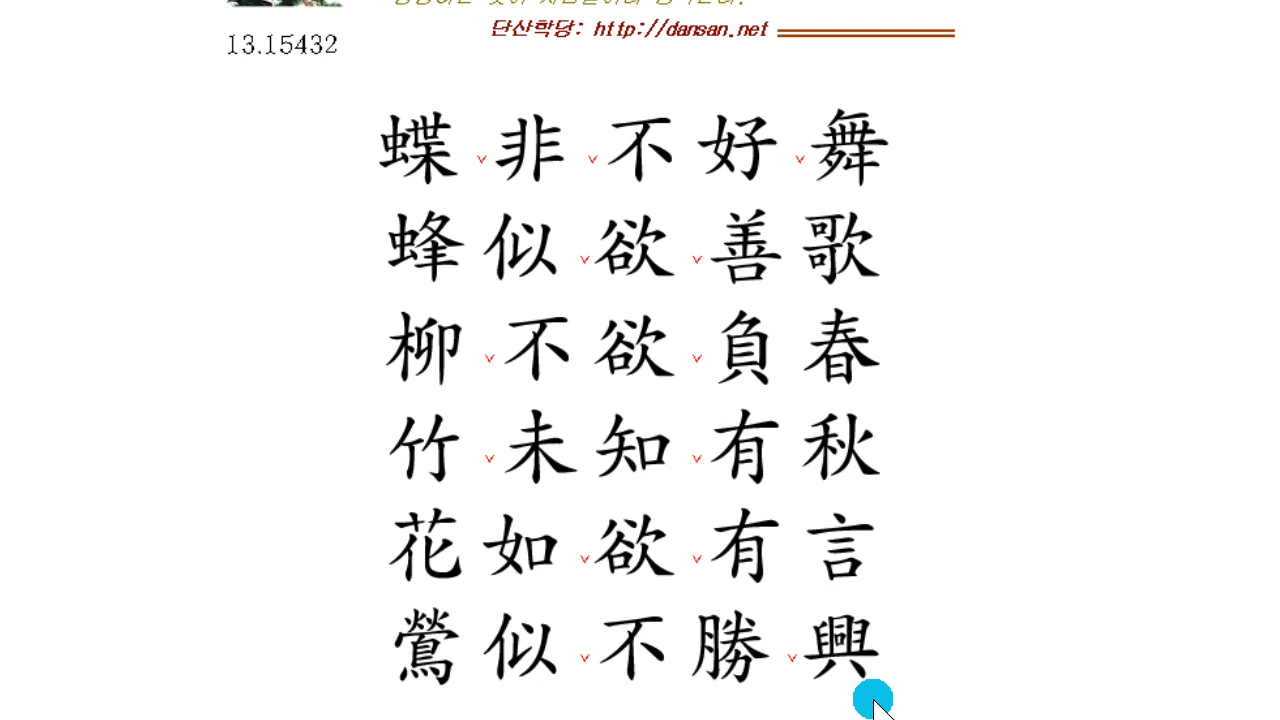 단산학당: http://dansan.net
13.15432
蝶∨非∨不好∨舞
蜂似∨欲∨善歌
柳∨不欲∨負春
竹∨未知∨有秋
花如∨欲∨有言
鶯似∨不勝∨興